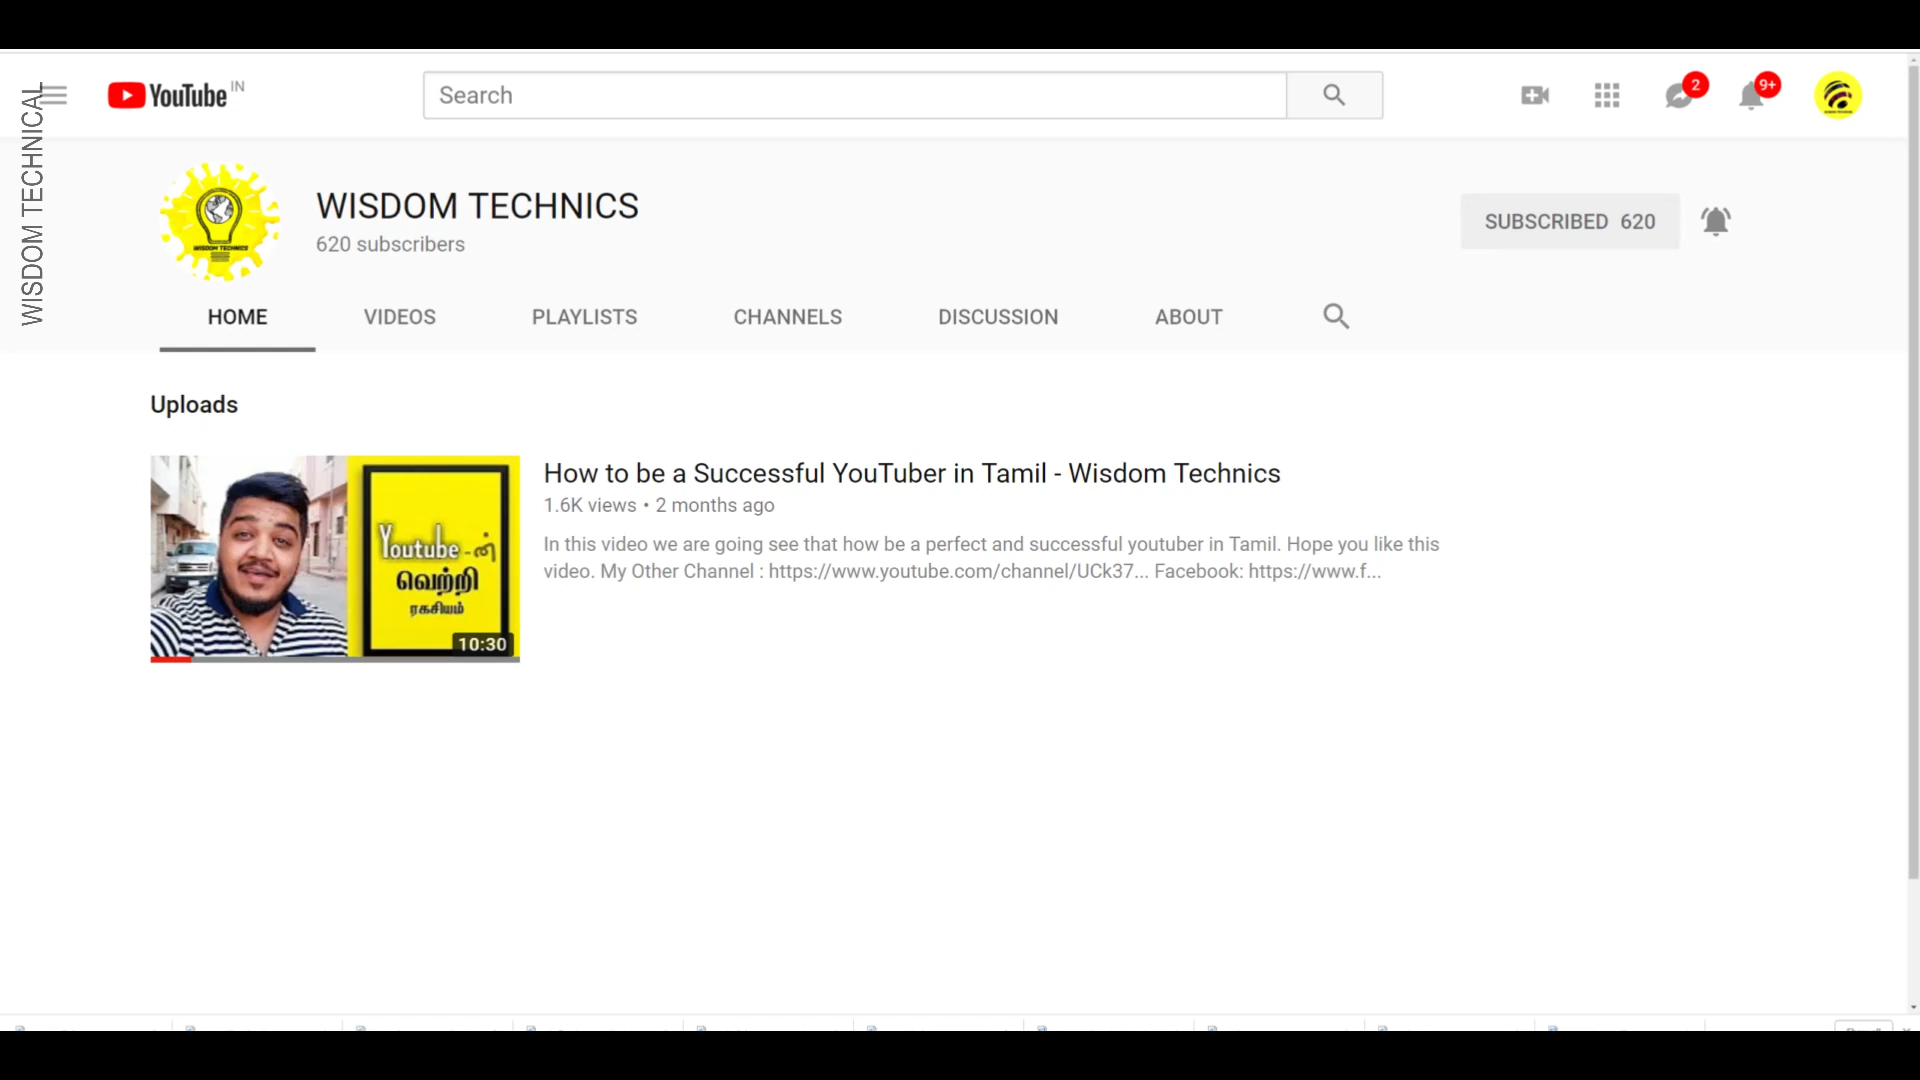 WISDOM TECHNICAL
YouTube IN
Search
2
9+
WISDOM TECHNICS
WISDOM TECHNICS
620 subscribers
SUBSCRIBED 620
HOME VIDEOS PLAYLISTS CHANNELS DISCUSSION ABOUT
Uploads
Youtube-ன்
வெற்றி
ரகசியம்
10:30
How to be a Successful YouTuber in Tamil - Wisdom Technics
1.6K views • 2 months ago
In this video we are going see that how be a perfect and successful youtuber in Tamil. Hope you like this
video. My Other Channel : https://www.youtube.com/channel/UCk37... Facebook: https://www.f...